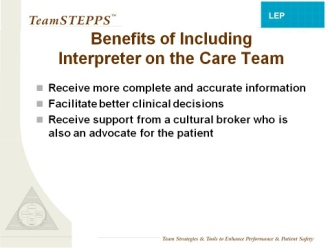 LEP
TeamSTEPPS™
Benefits of Including
Interpreter on the Care Team
Receive more complete and accurate information
Facilitate better clinical decisions
Receive support from a cultural broker who is
also an advocate for the patient
Team Strategies & Tools to Enhance Performance & Patient Safety